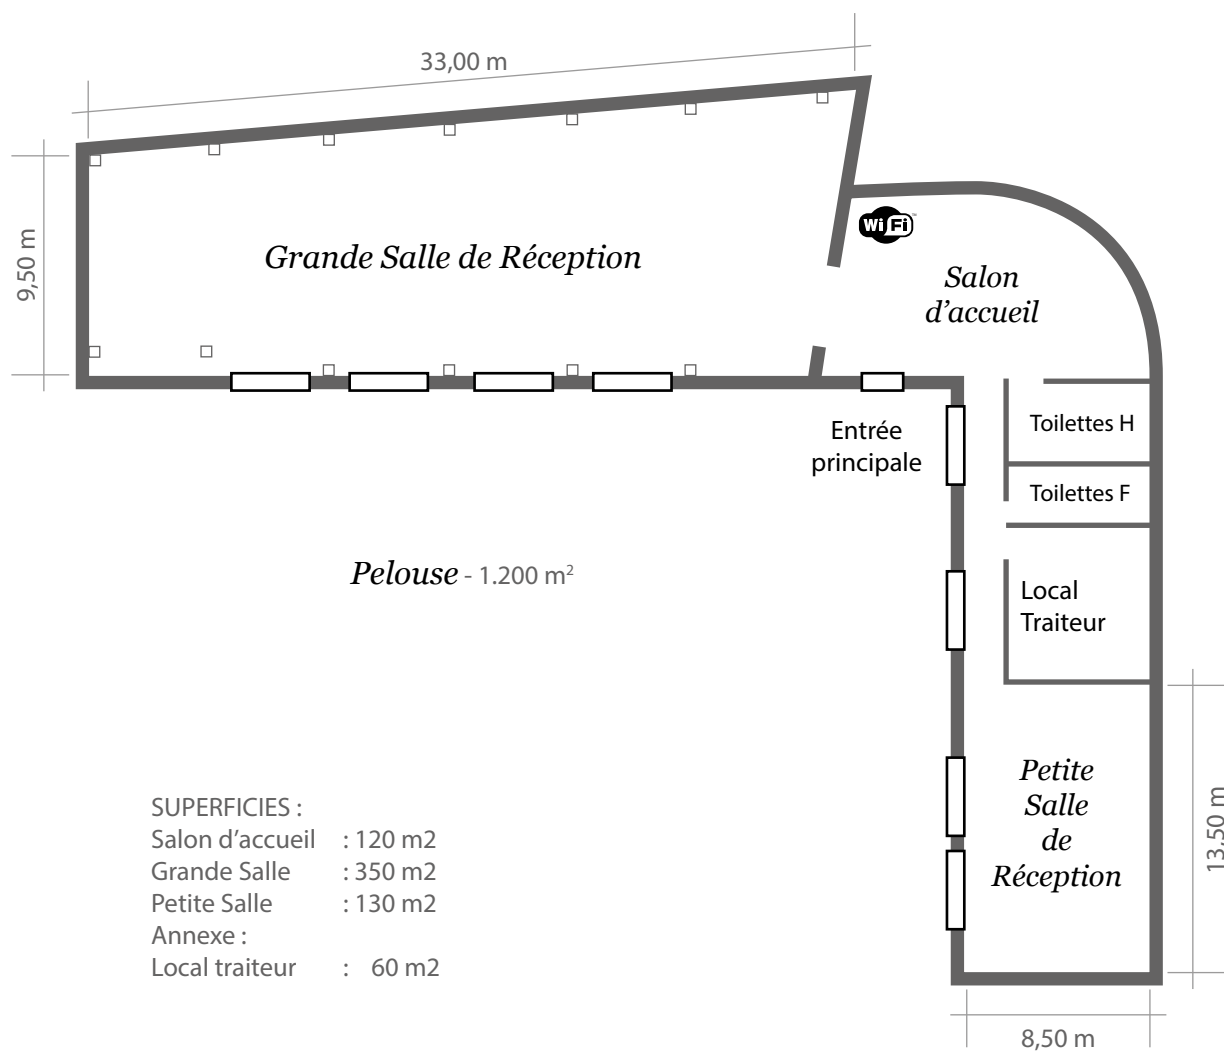 33,00 m
9,50 m
Grande Salle de Réception
WiFi™
Salon
d’accueil
Entrée
principale
Toilettes H
Toilettes F
Pelouse - 1.200 m²
Local
Traiteur
Petite
Salle
de
Réception
13,50 m
8,50 m
SUPERFICIES :
Salon d’accueil : 120 m2
Grande Salle : 350 m2
Petite Salle : 130 m2
Annexe :
Local traiteur : 60 m2